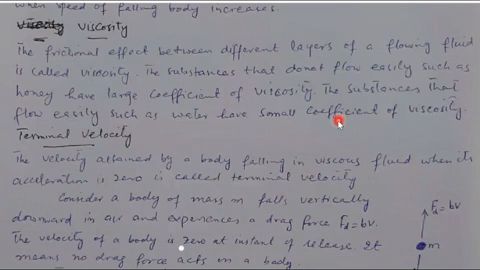 when speed of falling body increases.
viscosity
The frictional effect between different layers of a flowing fluid
is called viscosity. The substances that donot flow easily such as
honey have large coefficient of viscosity. The substances that
flow easily such as water have small coefficient of viscosity.
Terminal velocity
The velocity attained by a body falling in viscous fluid when its
acceleration is zero is called terminal velocity
Consider a body of mass m falls vertically
downward in air and experiences a drag force Fd = bv.
The velocity of a body is zero at instant of release. It
means no drag force acts on a body.
Fd = bv
m